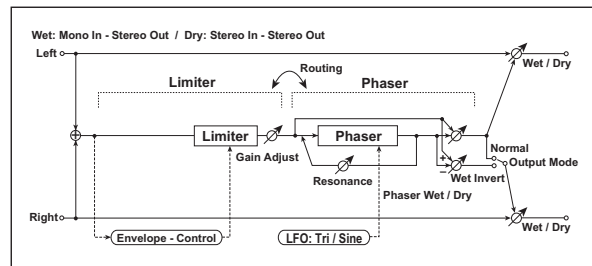 Wet: Mono In - Stereo Out / Dry: Stereo In - Stereo Out
Left
Wet / Dry
Routing
Limiter
Phaser
Limiter
Phaser
Gain Adjust
Resonance
Normal
Output Mode
+
−
Wet Invert
Phaser Wet / Dry
Right
Wet / Dry
Envelope - Control
LFO: Tri / Sine